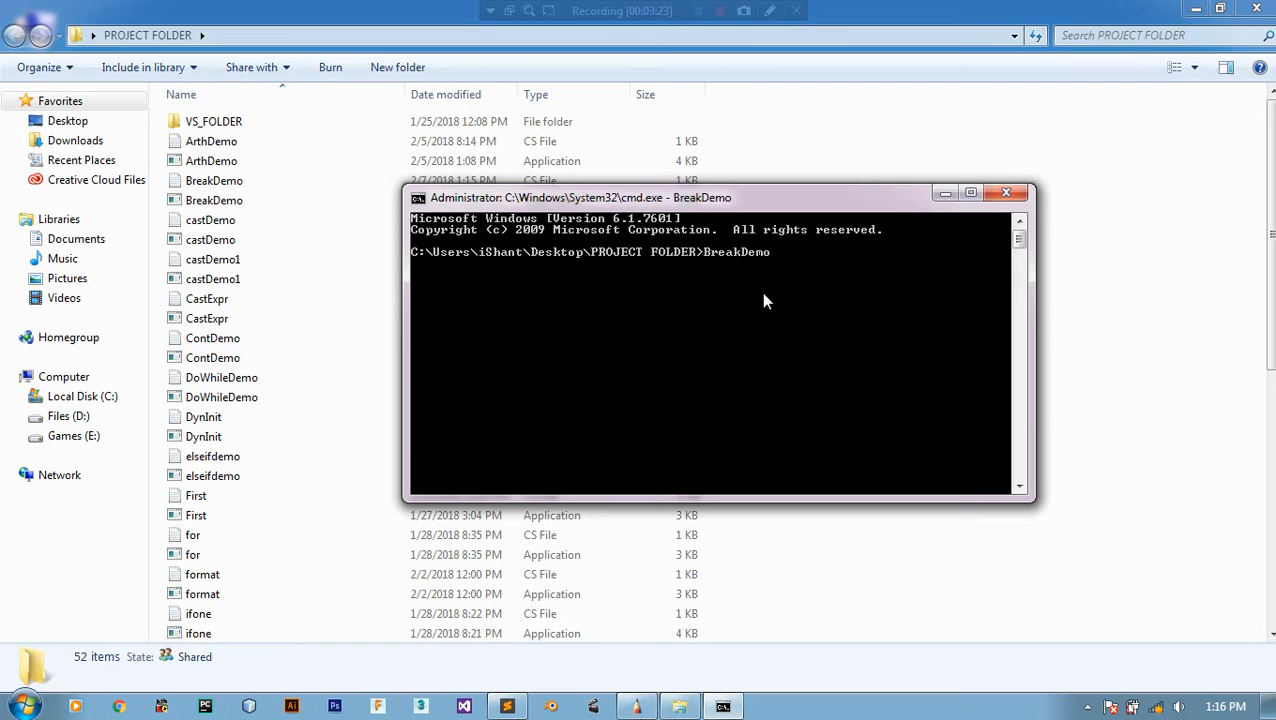 Recording [00:03:23]
PROJECT FOLDER
Search PROJECT FOLDER
Organize Include in library Share with Burn New folder
Name Date modified Type Size
Favorites
Desktop
Downloads
Recent Places
Creative Cloud Files
Libraries
Documents
Music
Pictures
Videos
Homegroup
Computer
Local Disk (C:)
Files (D:)
Games (E:)
Network
VS_FOLDER 1/25/2018 12:08 PM File folder
ArthDemo 2/5/2018 8:14 PM CS File 1 KB
ArthDemo 2/5/2018 1:08 PM Application 4 KB
BreakDemo 2/7/2018 1:15 PM CS File 1 KB
BreakDemo
castDemo
castDemo
castDemo1
castDemo1
CastExpr
CastExpr
ContDemo
ContDemo
DoWhileDemo
DoWhileDemo
DynInit
DynInit
elseifdemo
elseifdemo
First
First 1/27/2018 3:04 PM Application 3 KB
for 1/28/2018 8:35 PM CS File 1 KB
for 1/28/2018 8:35 PM Application 3 KB
format 2/2/2018 12:00 PM CS File 1 KB
format 2/2/2018 12:00 PM Application 3 KB
ifone 1/28/2018 8:22 PM CS File 1 KB
ifone 1/28/2018 8:21 PM Application 4 KB
Administrator: C:\Windows\System32\cmd.exe - BreakDemo
Microsoft Windows [Version 6.1.7601]
Copyright (c) 2009 Microsoft Corporation. All rights reserved.
C:\Users\iShant\Desktop\PROJECT FOLDER>BreakDemo
52 items State: Shared
1:16 PM